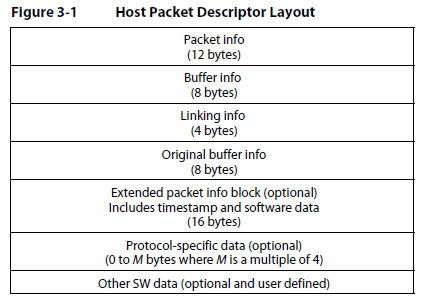 Figure 3-1 Host Packet Descriptor Layout
Packet info
(12 bytes)
Buffer info
(8 bytes)
Linking info
(4 bytes)
Original buffer info
(8 bytes)
Extended packet info block (optional)
Includes timestamp and software data
(16 bytes)
Protocol-specific data (optional)
(0 to M bytes where M is a multiple of 4)
Other SW data (optional and user defined)